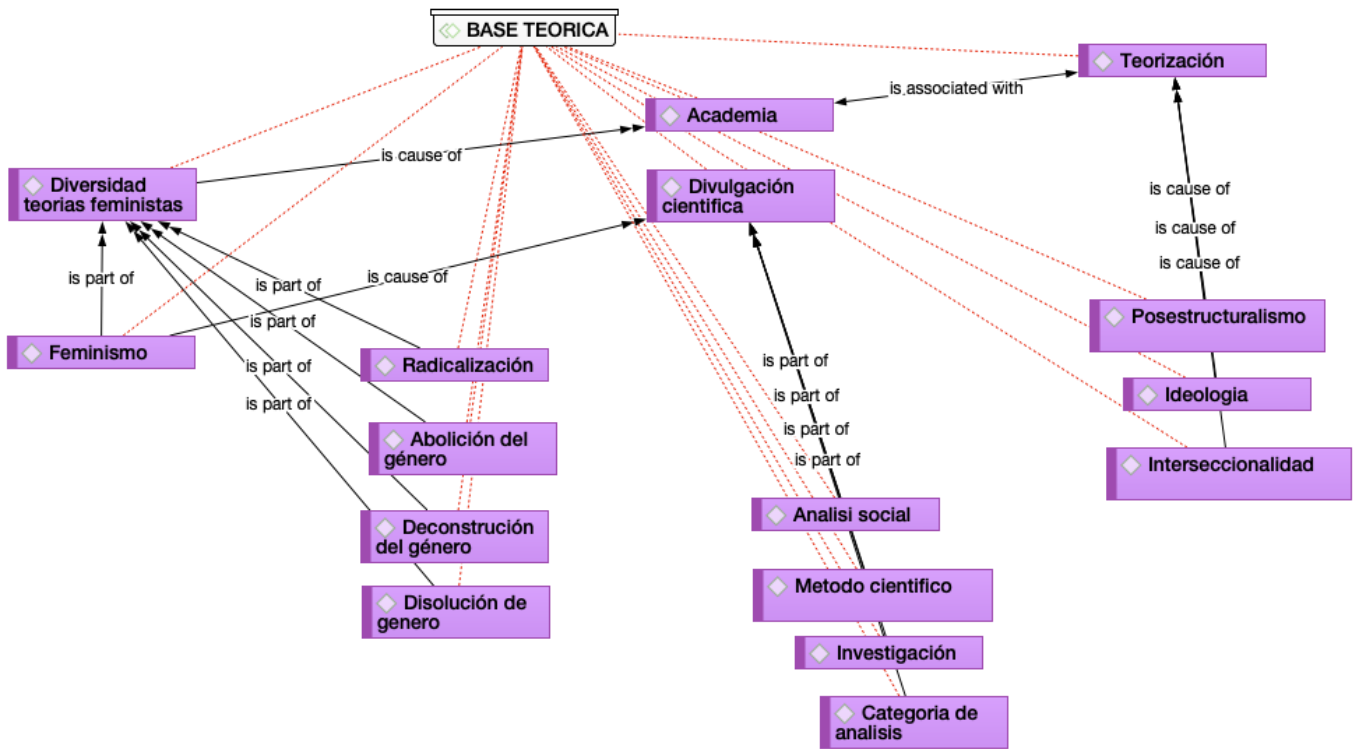 BASE TEORICA
Teorización
is associated with
Academia
is cause of
Diversidad
teorias feministas
Divulgación
cientifica
is cause of
is cause of
is cause of
is part of
is cause of
is part of
Posestructuralismo
is part of
Feminismo
Radicalización
is part of
is part of
Ideologia
is part of
is part of
Abolición del
género
is part of
is part of
Interseccionalidad
Analisi social
Deconstrución
del género
Metodo cientifico
Disolución de
genero
Investigación
Categoria de
analisis